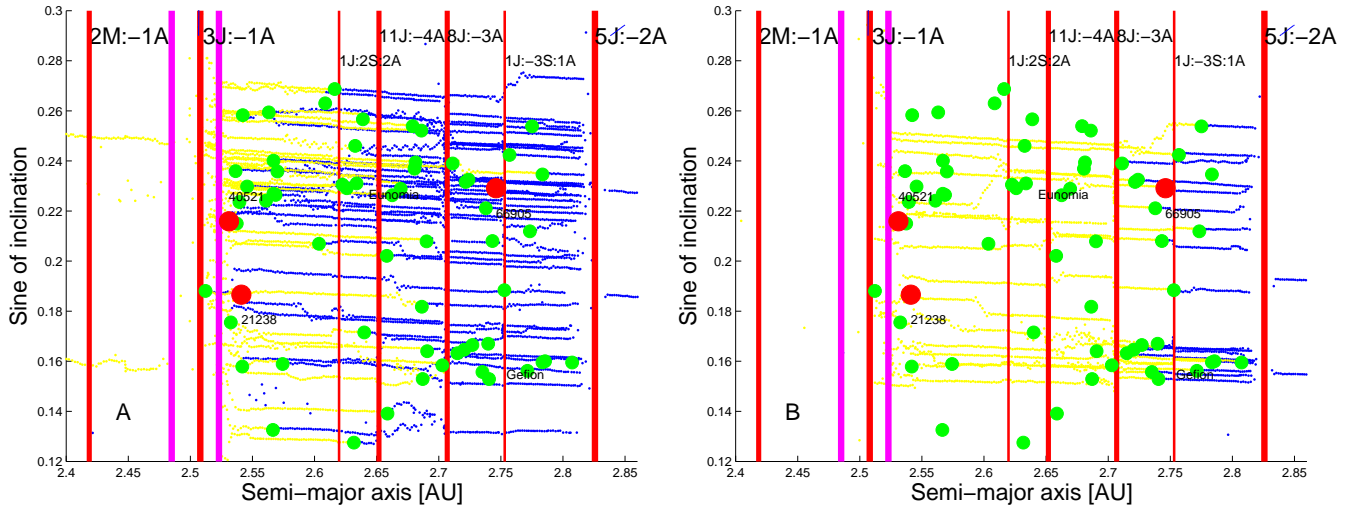 0.3
0.28
0.26
0.24
0.22
0.2
0.18
0.16
0.14
0.12
Sine of inclination
2M:−1A
3J:−1A
11J:−4A
8J:−3A
5J:−2A
1J:2S:2A
1J:−3S:1A
40521
Eunomia
66905
21238
Gefion
A
2.4
2.45
2.5
2.55
2.6
2.65
2.7
2.75
2.8
2.85
Semi−major axis [AU]
0.3
0.28
0.26
0.24
0.22
0.2
0.18
0.16
0.14
0.12
Sine of inclination
2M:−1A
3J:−1A
11J:−4A
8J:−3A
5J:−2A
1J:2S:2A
1J:−3S:1A
40521
Eunomia
66905
21238
Gefion
B
2.4
2.45
2.5
2.55
2.6
2.65
2.7
2.75
2.8
2.85
Semi−major axis [AU]